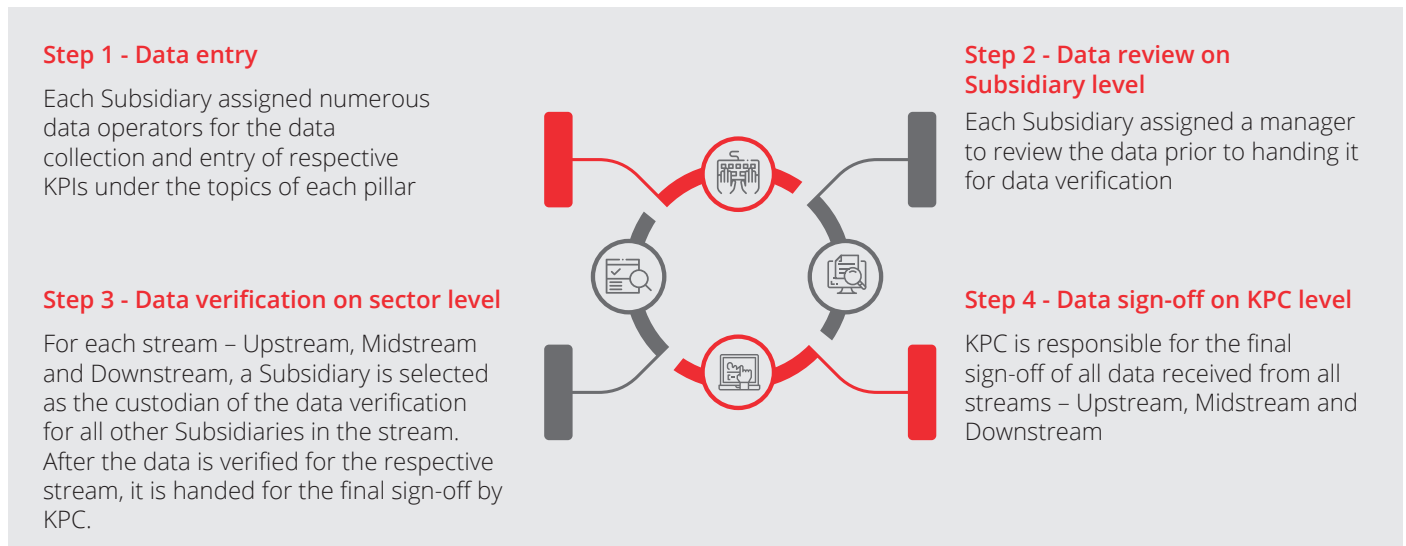 Step 1 - Data entry
Each Subsidiary assigned numerous
data operators for the data
collection and entry of respective
KPIs under the topics of each pillar
Step 2 - Data review on
Subsidiary level
Each Subsidiary assigned a manager
to review the data prior to handing it
for data verification
Step 3 - Data verification on sector level
For each stream – Upstream, Midstream
and Downstream, a Subsidiary is selected
as the custodian of the data verification
for all other Subsidiaries in the stream.
After the data is verified for the respective
stream, it is handed for the final sign-off by
KPC.
Step 4 - Data sign-off on KPC level
KPC is responsible for the final
sign-off of all data received from all
streams – Upstream, Midstream and
Downstream